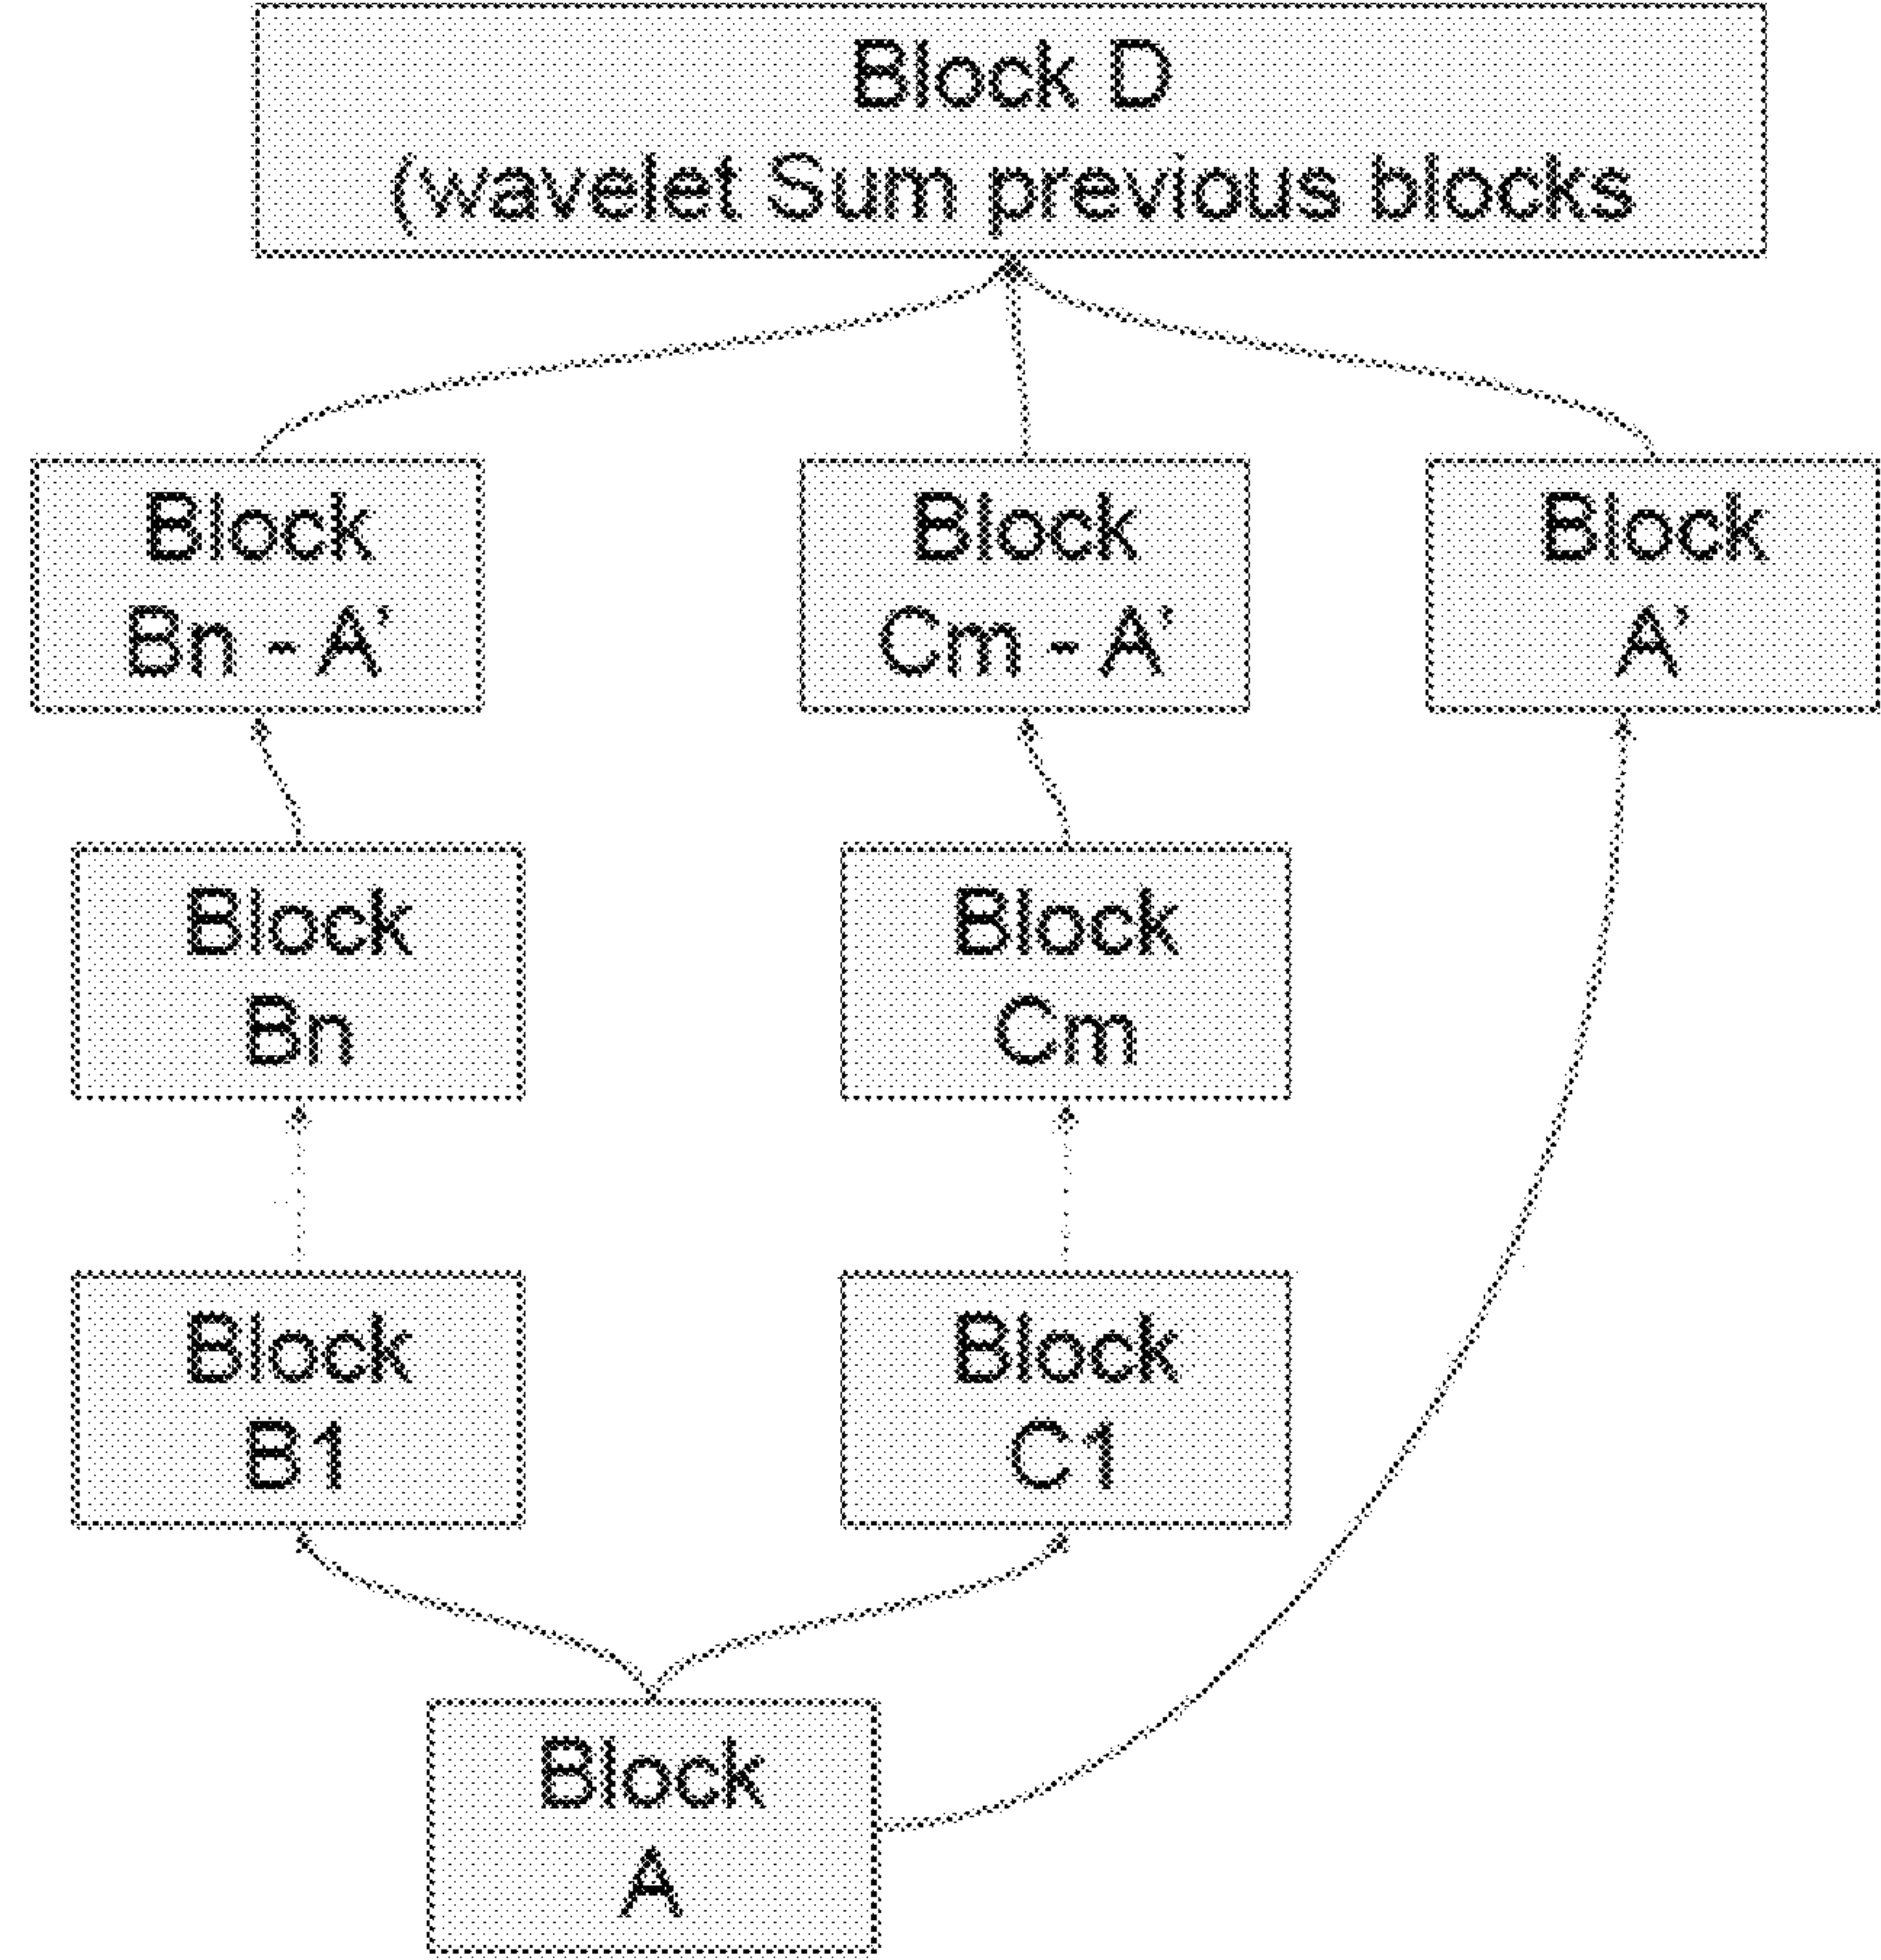 Block D
(wavelet Sum previous blocks
Block
Bn - A'
Block
Cm - A'
Block
A'
Block
Bn
Block
Cm
Block
B1
Block
C1
Block
A